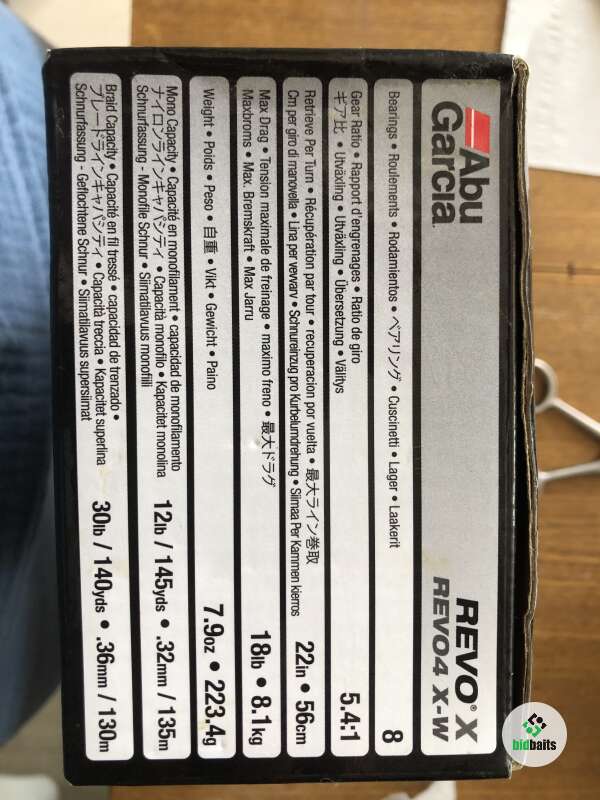 Abu
Garcia
REVO® X
REVO4 X-W
Bearings • Roulements • Rodamientos • ベアリング • Cuscinetti • Lager • Laakerit
8
Gear Ratio • Rapport d'engrenages • Ratio de giro
ギア比 • Utväxling • Utväxling • Übersetzung • Välitys
5.4:1
Retrieve Per Turn • Récupération par tour • recuperacion por vuelta • 最大ライン巻取
Cm per giro di manovella • Lina per vevvarv • Schnureinzug pro Kurbelumdrehung • Siimaa Per Kammen kierros
22in • 56cm
Max Drag • Tension maximale de freinage • maximo freno • 最大ドラグ
Maxbroms • Max. Bremskraft • Max Jarru
18lb • 8.1kg
Weight • Poids • Peso • 自重 • Vikt • Gewicht • Paino
7.9oz • 223.4g
Mono Capacity • Capacité en monofilament • capacidad de monofilamento
ナイロンラインキャパシティ • Capacità monofilo • Kapacitet monolina
Schnurfassung - Monofile Schnur • Siimatilavuus monofiili
12lb / 145yds • .32mm / 135m
Braid Capacity • Capacité en fil tressé • capacidad de trenzado •
ブレードラインキャパシティ • Capacità treccia • Kapacitet superlina
Schnurfassung - Geflochtene Schnur • Siimatilavuus supersiimat
30lb / 140yds • .36mm / 130m
bidbaits